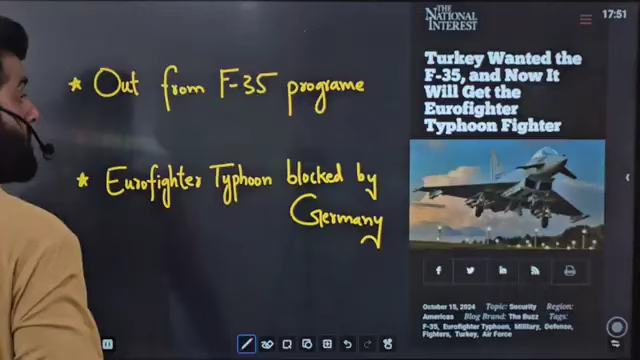 * Out from F-35 programe
* Eurofighter Typhoon blocked by
Germany
THE
NATIONAL
INTEREST
17:51
Turkey Wanted the
F-35, and Now It
Will Get the
Eurofighter
Typhoon Fighter
October 15, 2024 Topic: Security Region:
Americas Blog Brand: The Buzz Tags:
F-35, Eurofighter Typhoon, Military, Defense,
Fighters, Turkey, Air Force